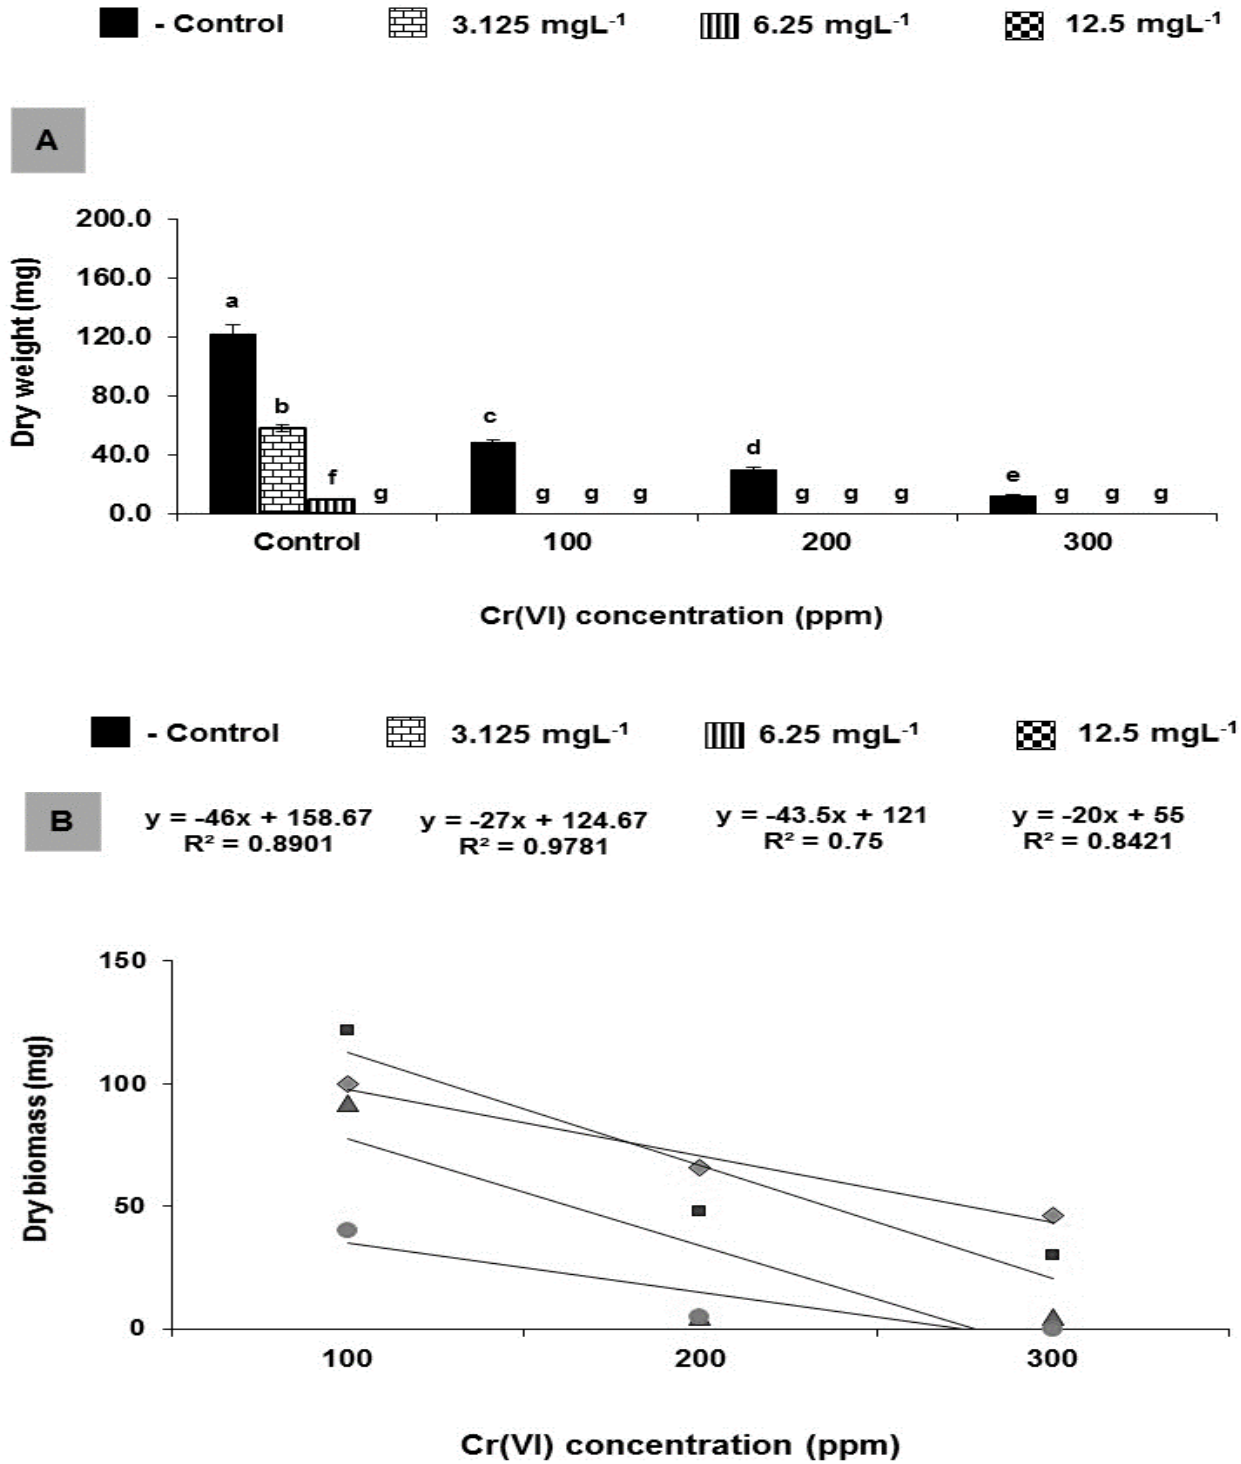 - Control 3.125 mgL-1 6.25 mgL-1 12.5 mgL-1
A
200.0
160.0
120.0
80.0
40.0
0.0
Dry weight (mg)
a
b
f
g
c
g g g
d
g g g
e
g g g
Control 100 200 300
Cr(VI) concentration (ppm)
- Control 3.125 mgL-1 6.25 mgL-1 12.5 mgL-1
B
y = -46x + 158.67 y = -27x + 124.67 y = -43.5x + 121 y = -20x + 55
R² = 0.8901 R² = 0.9781 R² = 0.75 R² = 0.8421
150
100
50
0
Dry biomass (mg)
100 200 300
Cr(VI) concentration (ppm)